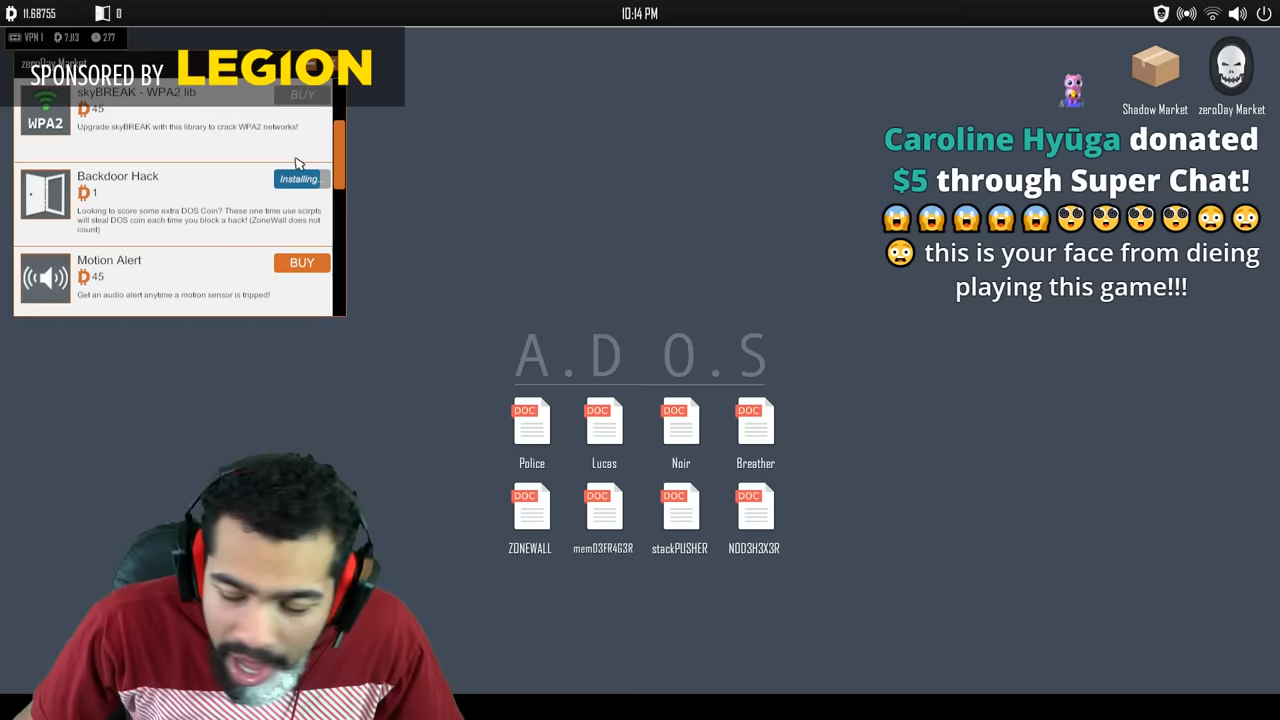 11.68755
0
10:14 PM
VPN 1
7.113
277
zeroDay Market
SPONSORED BY LEGION
skyBREAK - WPA2 lib
BUY
45
WPA2
Upgrade skyBREAK with this library to crack WPA2 networks!
Backdoor Hack
Installing...
1
Looking to score some extra DOS Coin? These one time use scirpts
will steal DOS coin each time you block a hack! (ZoneWall does not
count)
Motion Alert
BUY
45
Get an audio alert anytime a motion sensor is tripped!
Shadow Market
zeroDay Market
Caroline Hyūga donated
$5 through Super Chat!
😱😱😱😱😱😵😵😵😵😳😳
😳 this is your face from dieing
playing this game!!!
A.D O.S
DOC DOC DOC DOC
Police Lucas Noir Breather
DOC DOC DOC DOC
ZONEWALL memD3FR4G3R stackPUSHER NODƎH3X3R